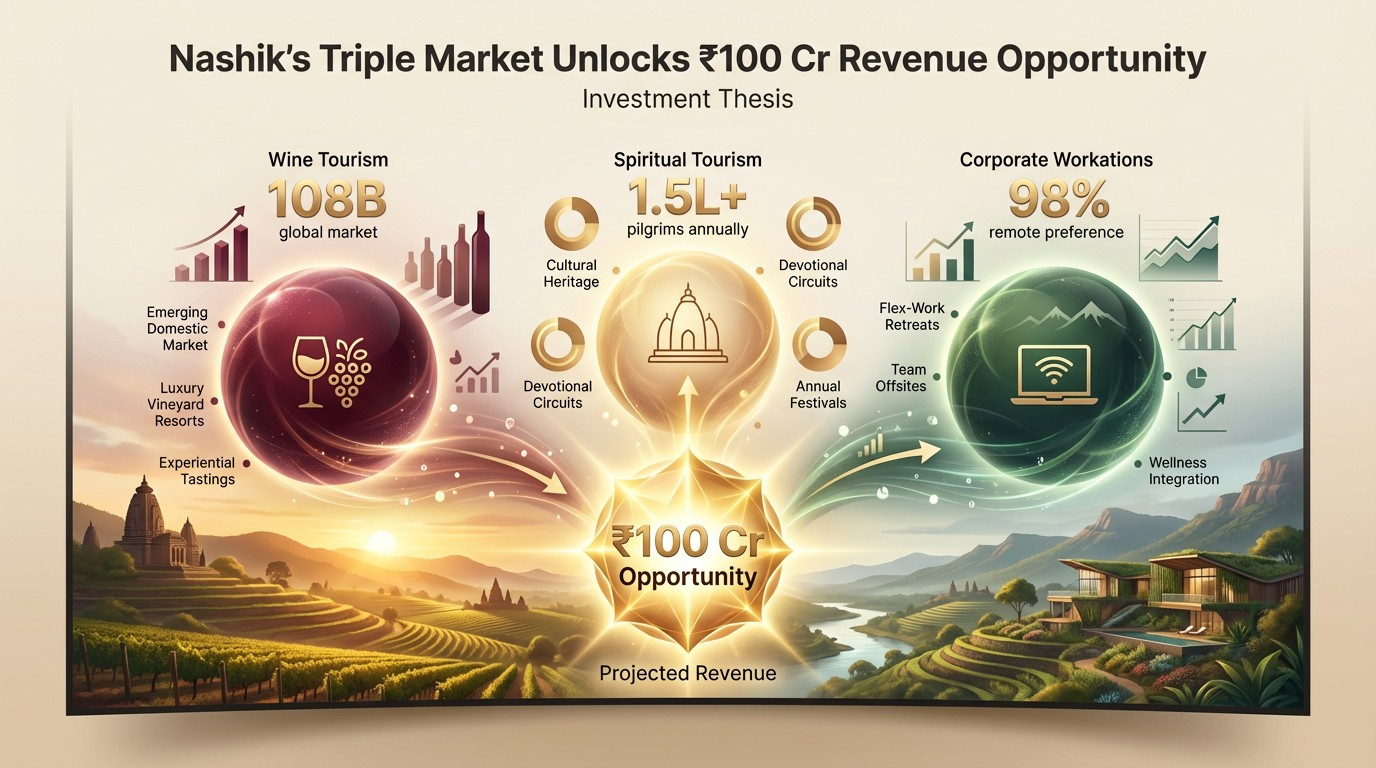 Nashik's Triple Market Unlocks ₹100 Cr Revenue Opportunity
Investment Thesis
Wine Tourism
108B
global market
Emerging
Domestic
Market
Luxury
Vineyard
Resorts
Experiential
Tastings
Spiritual Tourism
1.5L+
pilgrims annually
Cultural
Heritage
Devotional
Circuits
Devotional
Circuits
Annual
Festivals
Corporate Workations
98%
remote preference
Flex-Work
Retreats
Team
Offsites
Wellness
Integration
₹100 Cr
Opportunity
Projected Revenue